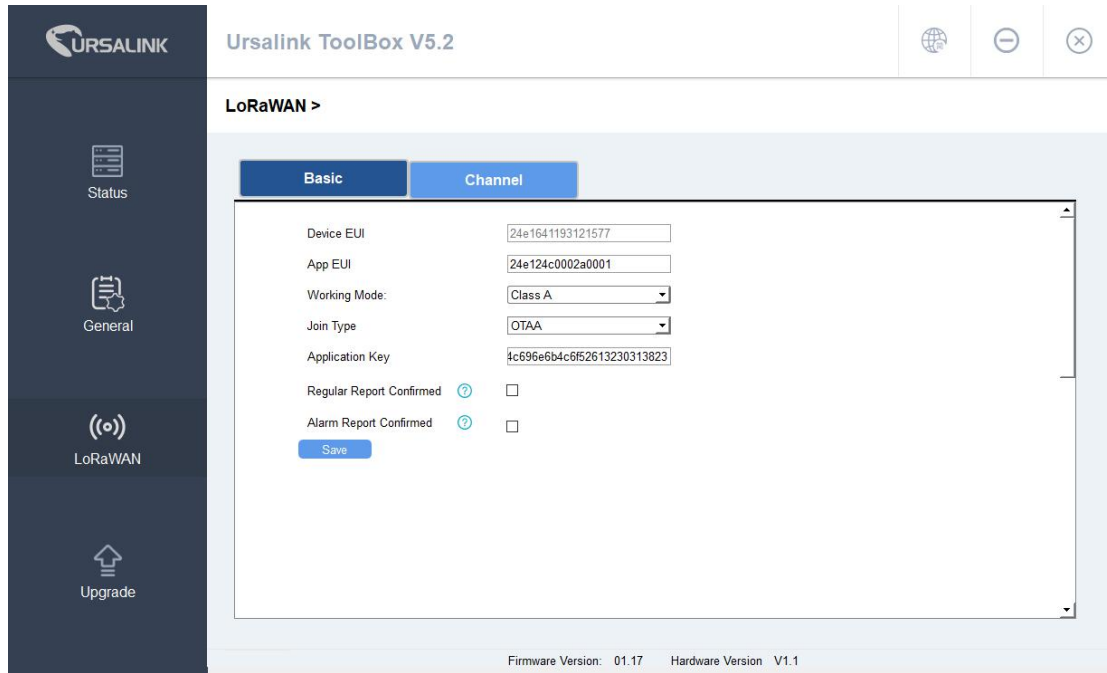 URSALINK
Ursalink ToolBox V5.2
LoRaWAN >
Status
General
LoRaWAN
Upgrade
Basic Channel
Device EUI 24e1641193121577
App EUI 24e124c0002a0001
Working Mode: Class A
Join Type OTAA
Application Key 4c696e6b4c6f52613230313823
Regular Report Confirmed ?
Alarm Report Confirmed ?
Save
Firmware Version: 01.17 Hardware Version V1.1